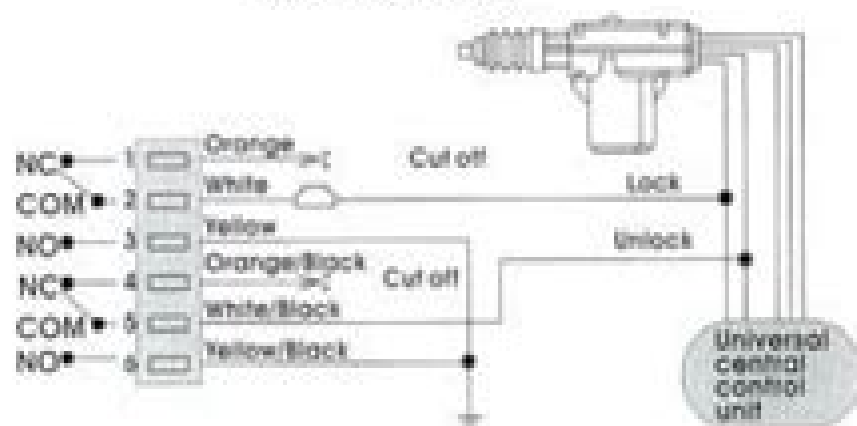 NC 1 Orange Cut off
COM 2 White Lock
NO 3 Yellow Unlock
NC 4 Orange/Black Cut off
COM 5 White/Black
NO 6 Yellow/Black
Universal
central
control
unit